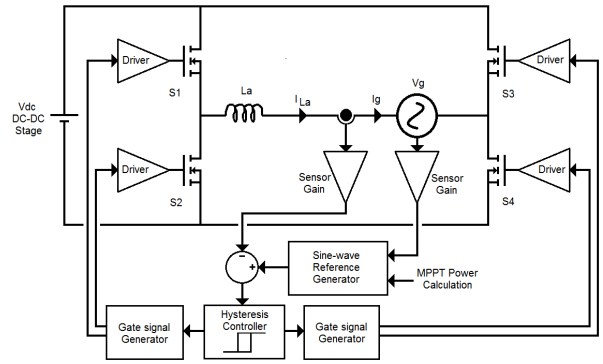 Driver
S1
Driver
S3
Vdc
DC-DC
Stage
La
I La
Ig
Vg
Driver
S2
Sensor
Gain
Sensor
Gain
Driver
S4
−
+
Sine-wave
Reference
Generator
MPPT Power
Calculation
Gate signal
Generator
Hysteresis
Controller
Gate signal
Generator